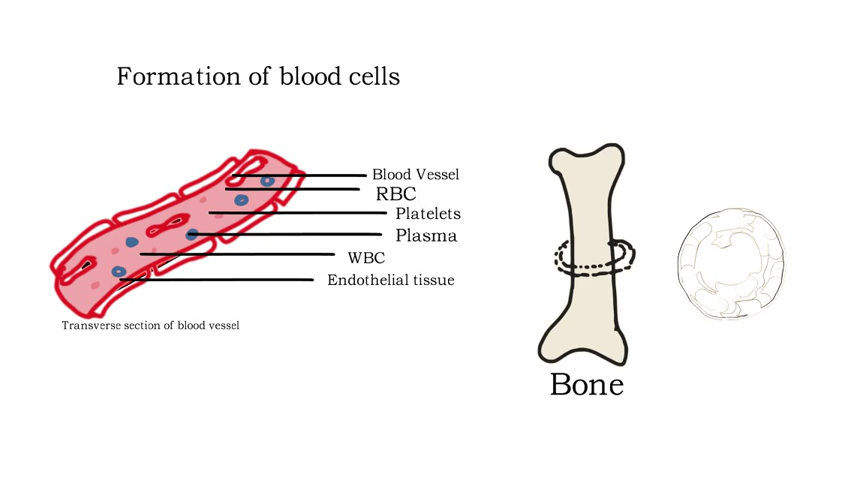 Formation of blood cells
Blood Vessel
RBC
Platelets
Plasma
WBC
Endothelial tissue
Transverse section of blood vessel
Bone